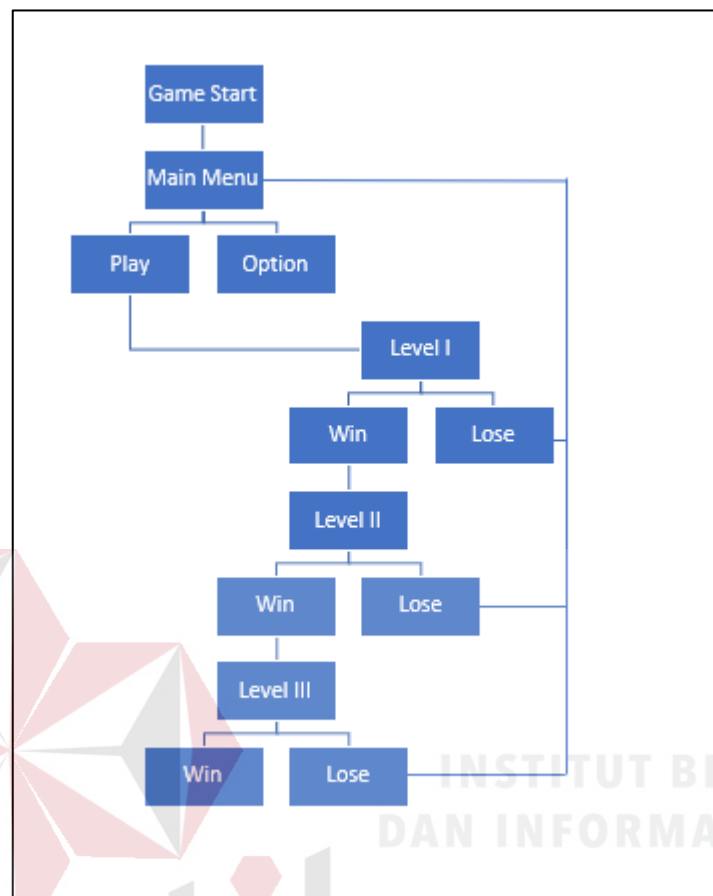 Game Start
Main Menu
Play
Option
Level I
Win
Lose
Level II
Win
Lose
Level III
Win
Lose
INSTITUT BI
DAN INFORMA